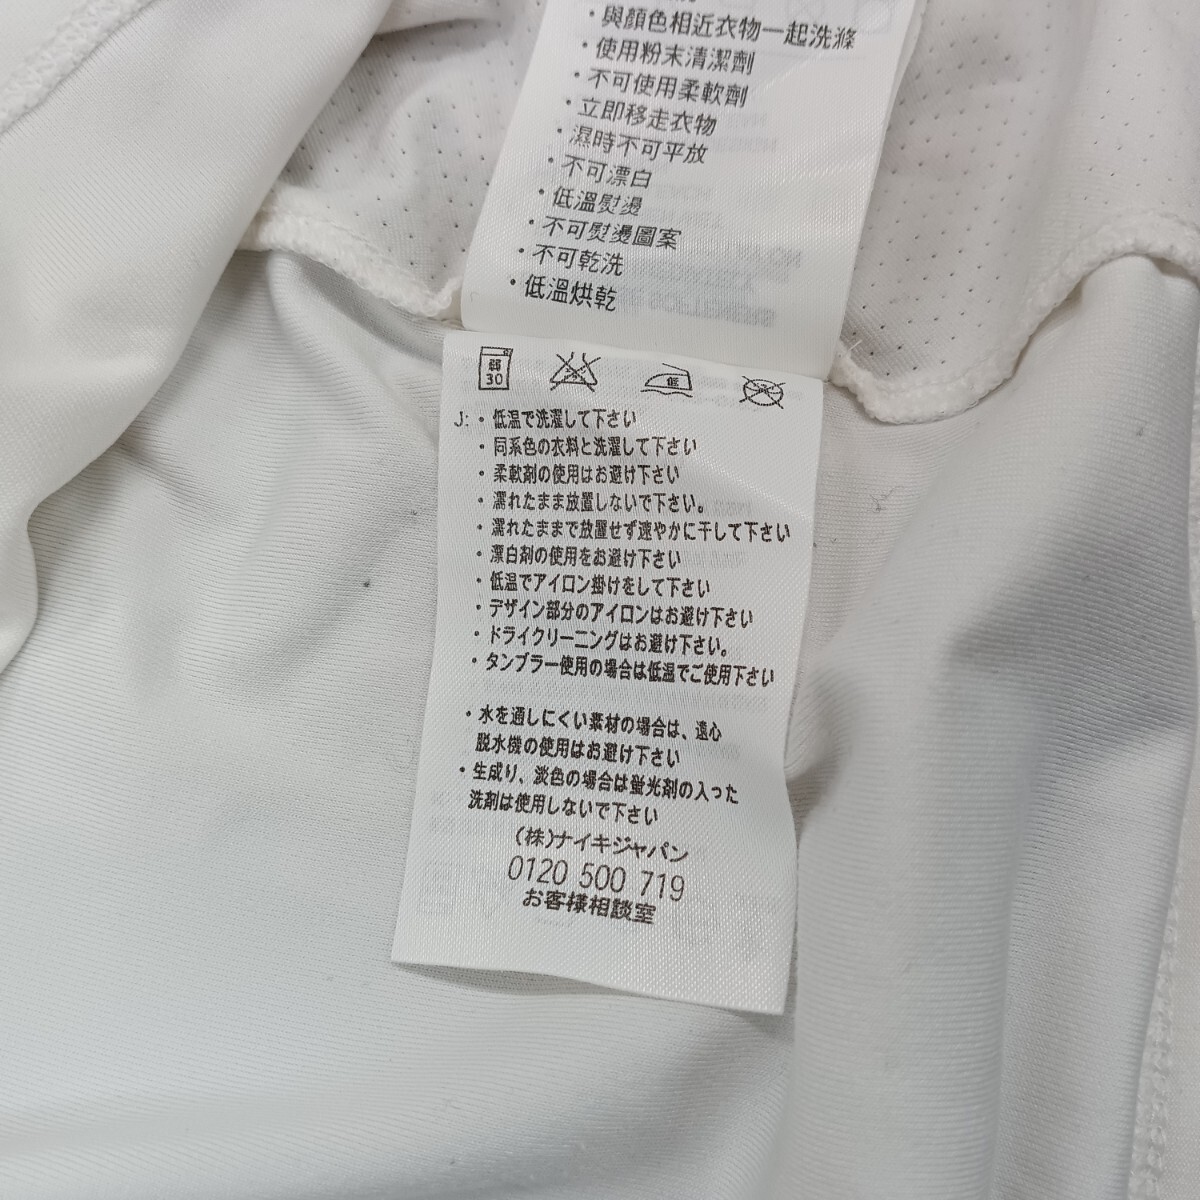 ・與顏色相近衣物一起洗滌
・使用粉末清潔劑
・不可使用柔軟劑
・立即移走衣物
・濕時不可平放
・不可漂白
・低溫熨燙
・不可熨燙圖案
・不可乾洗
・低溫烘乾
弱
30
低
J: ・低温で洗濯して下さい
・同系色の衣料と洗濯して下さい
・柔軟剤の使用はお避け下さい
・濡れたまま放置しないで下さい。
・濡れたままで放置せず速やかに干して下さい
・漂白剤の使用をお避け下さい
・低温でアイロン掛けをして下さい
・デザイン部分のアイロンはお避け下さい
・ドライクリーニングはお避け下さい。
・タンブラー使用の場合は低温でご使用下さい
・水を通しにくい素材の場合は、遠心
脱水機の使用はお避け下さい
・生成り、淡色の場合は蛍光剤の入った
洗剤は使用しないで下さい
(株)ナイキジャパン
0120 500 719
お客様相談室